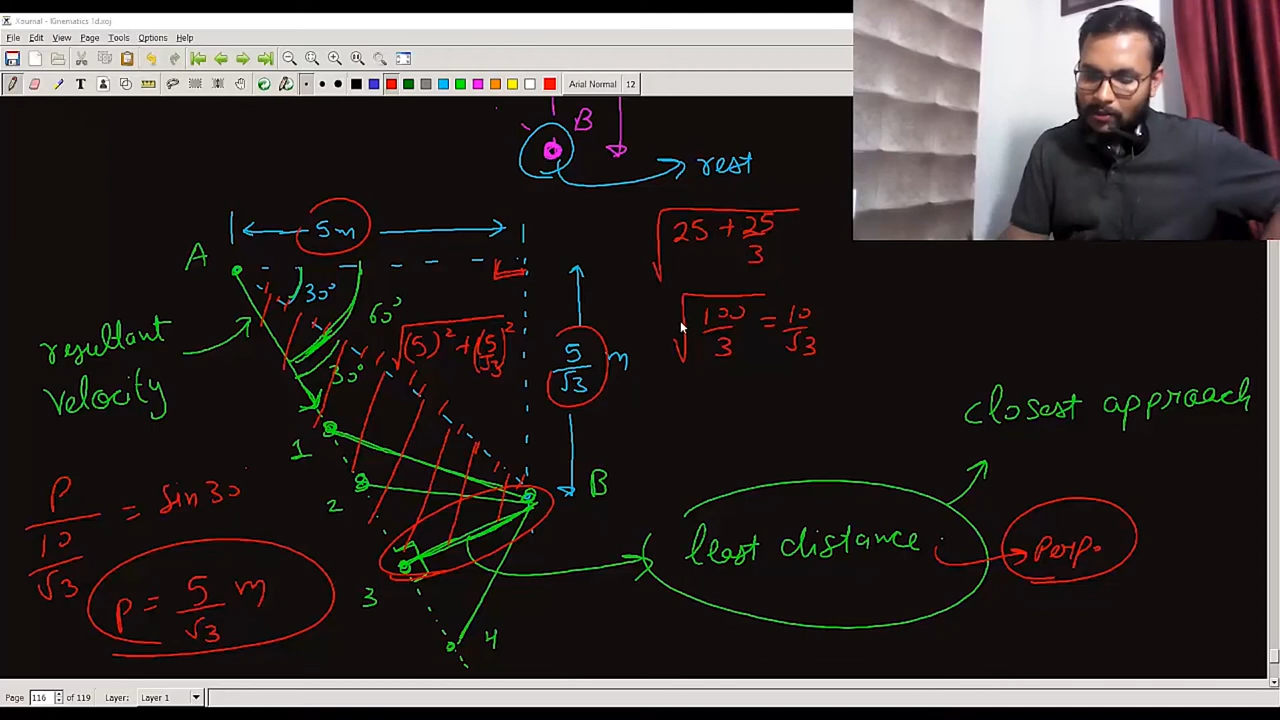 Xournal - Kinematics 1d.xoj
File Edit View Page Tools Options Help
Arial Normal 12
B
rest
5m
A
30°
60°
30°
√(5)² + (5/√3)²
5/√3 m
√25 + 25/3
√100/3 = 10/√3
resultant
velocity
closest approach
1
2
3
4
B
P/(10/√3) = Sin 30
p = 5/√3 m
least distance
Perp.
Page 116 of 119 Layer: Layer 1